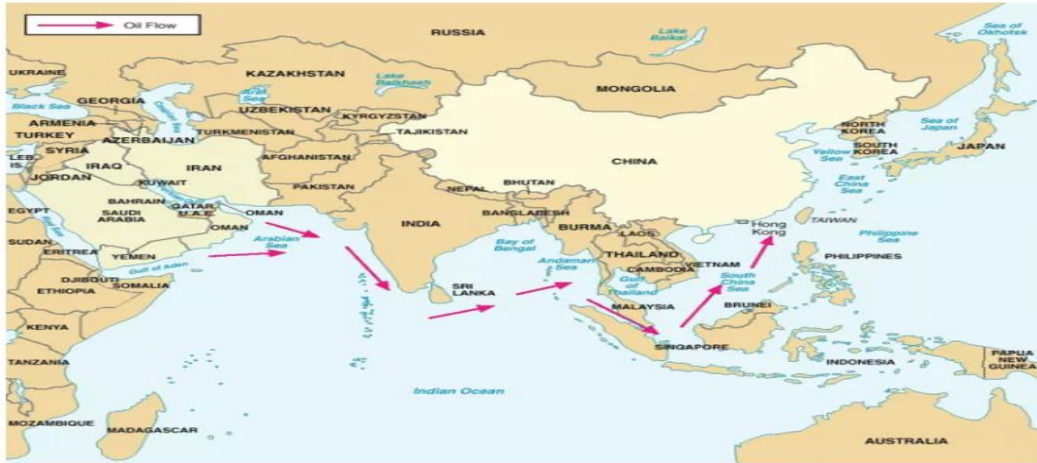 Oil Flow
RUSSIA
Lake
Baikal
Sea of
Okhotsk
UKRAINE
KAZAKHSTAN
Lake
Balkhash
MONGOLIA
Black Sea
GEORGIA
Aral
Sea
UZBEKISTAN
KYRGYZSTAN
ARMENIA
Caspian Sea
TURKEY
AZERBAIJAN
TURKMENISTAN
TAJIKISTAN
NORTH
KOREA
Sea of
Japan
SYRIA
LEB.
IS.
IRAQ
IRAN
AFGHANISTAN
CHINA
Yellow
Sea
SOUTH
KOREA
JAPAN
JORDAN
KUWAIT
PAKISTAN
NEPAL
BHUTAN
East
China
Sea
BAHRAIN
QATAR
U.A.E.
OMAN
EGYPT
Red Sea
SAUDI
ARABIA
OMAN
INDIA
BANGLADESH
BURMA
LAOS
Hong
Kong
TAIWAN
SUDAN
ERITREA
YEMEN
Arabian
Sea
Bay of
Bengal
THAILAND
Philippine
Sea
Gulf of Aden
Andaman
Sea
CAMBODIA
VIETNAM
PHILIPPINES
DJIBOUTI
SOMALIA
ETHIOPIA
SRI
LANKA
Gulf
of
Thailand
South
China
Sea
MALAYSIA
BRUNEI
KENYA
SINGAPORE
TANZANIA
INDONESIA
PAPUA
NEW
GUINEA
Indian Ocean
MOZAMBIQUE
MADAGASCAR
AUSTRALIA